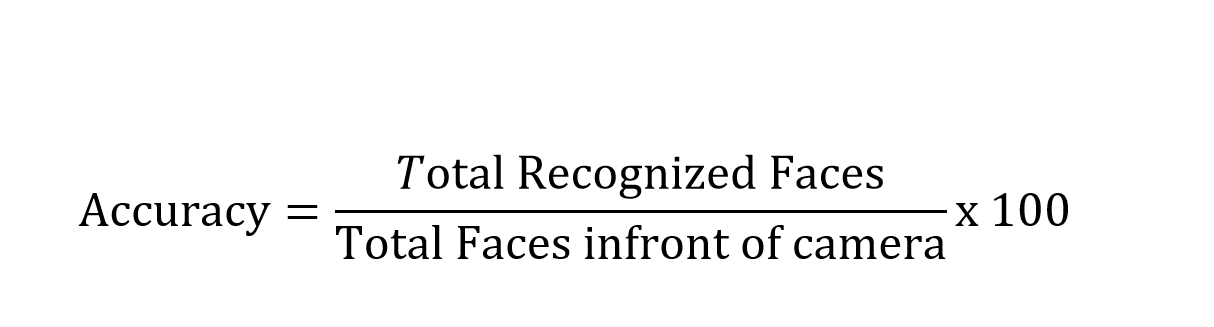 Accuracy = Total Recognized Faces / Total Faces infront of camera x 100